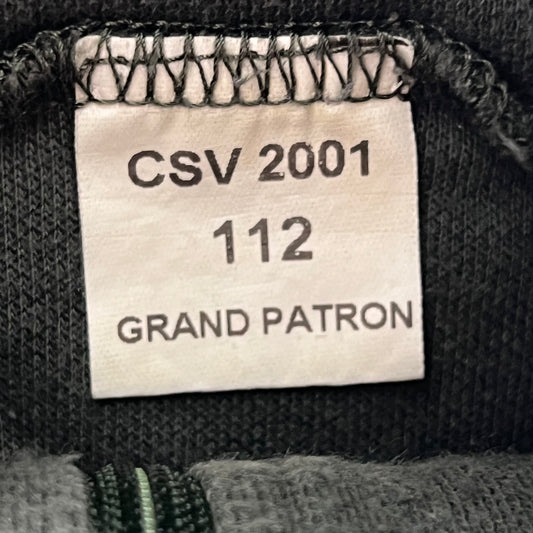 CSV 2001
112
GRAND PATRON